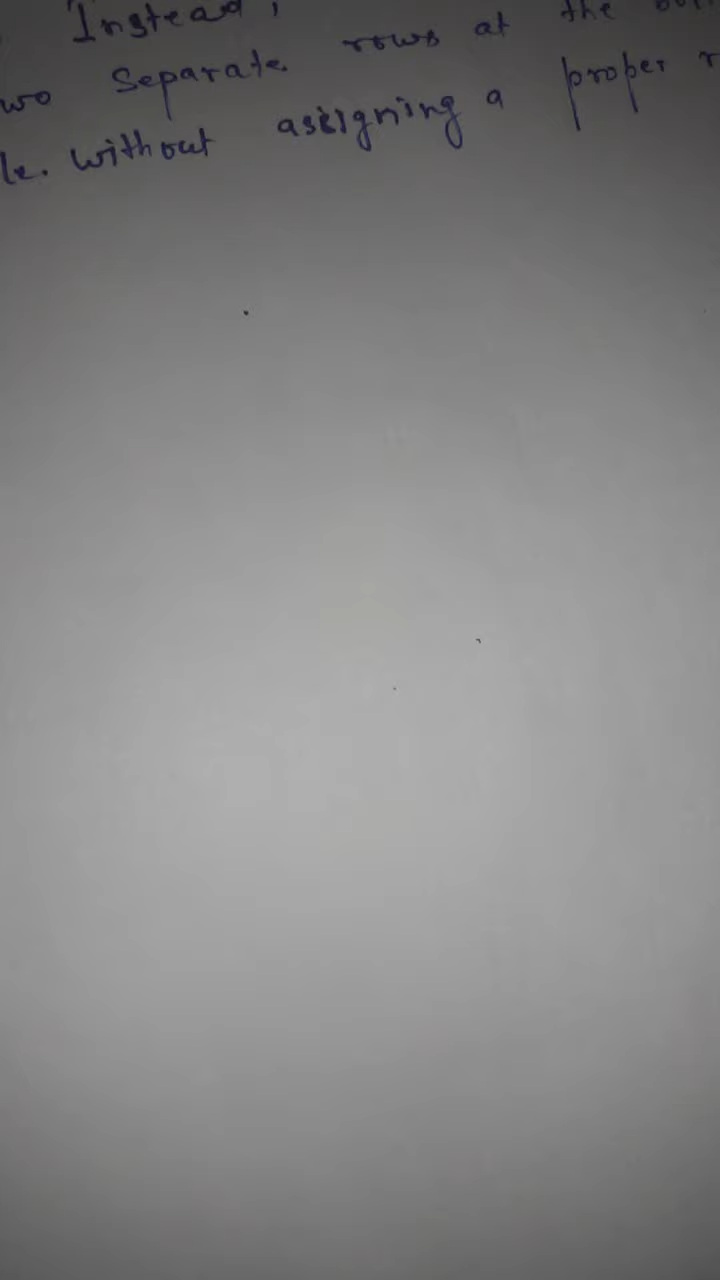 Instead,
separate rows at the
without assigning a proper